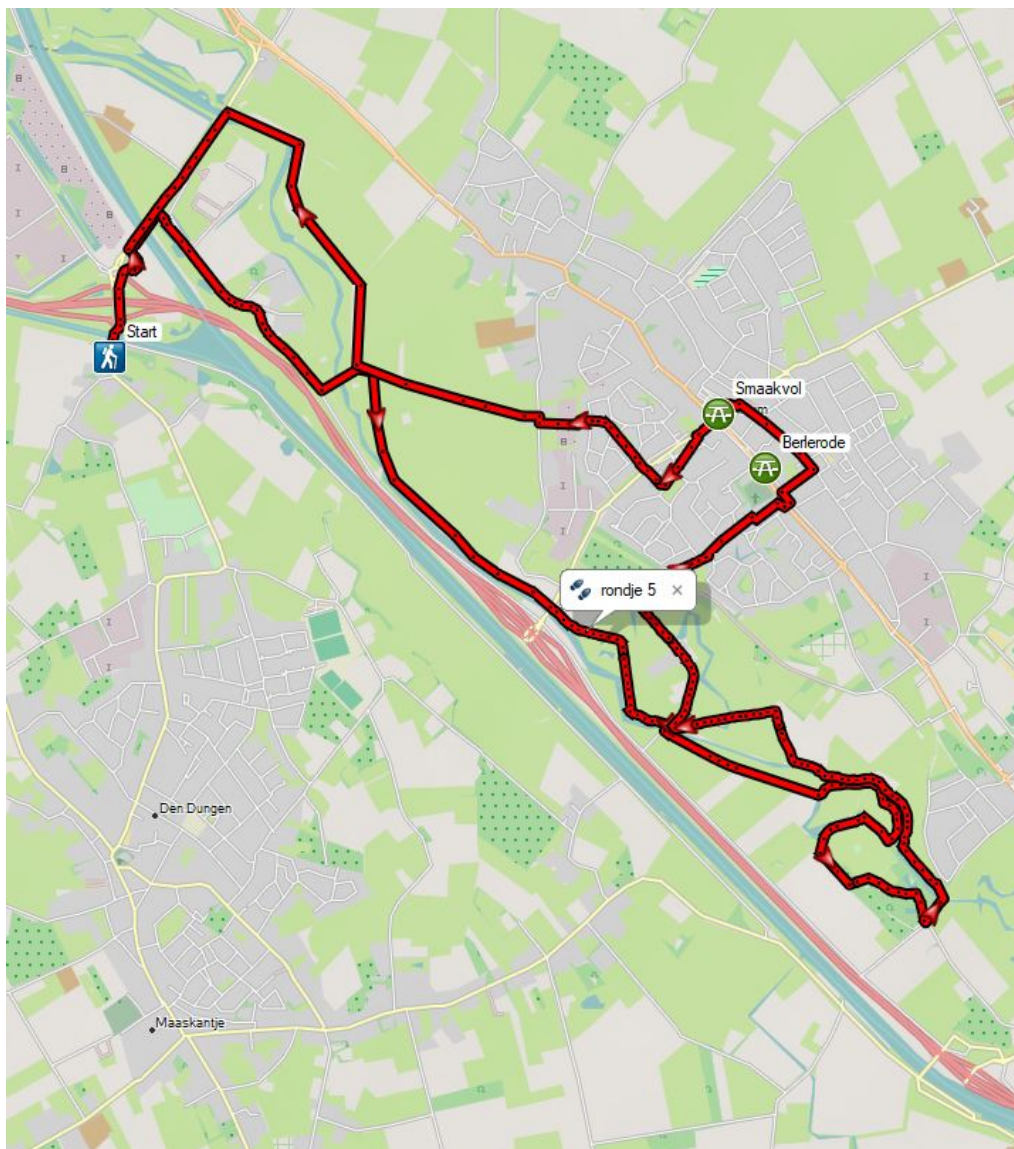 Start
Smaakvol
m
Berlerode
rondje 5 ×
Den Dungen
Maaskantje